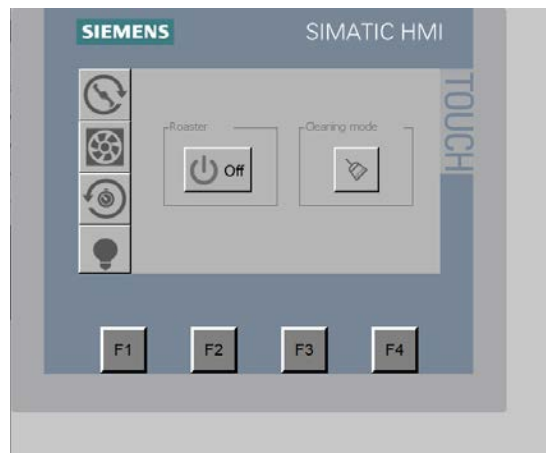 SIEMENS
SIMATIC HMI
TOUCH
Roaster
Cleaning mode
Off
F1
F2
F3
F4